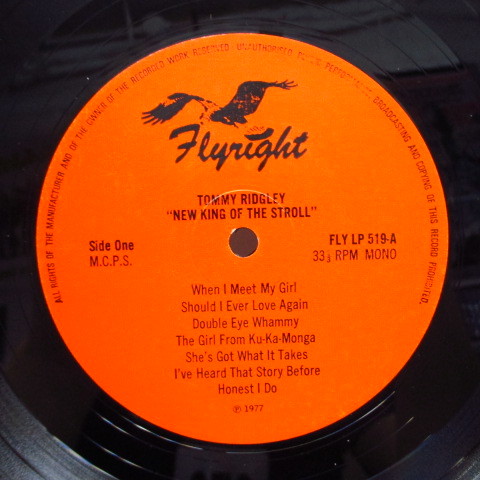 ALL RIGHTS OF THE MANUFACTURER AND OF THE OWNER OF THE RECORDED WORK RESERVED. UNAUTHORISED PUBLIC PERFORMANCE, BROADCASTING AND COPYING OF THIS RECORD PROHIBITED.
Flyright
TOMMY RIDGLEY
"NEW KING OF THE STROLL"
Side One
M.C.P.S.
FLY LP 519-A
33⅓ RPM MONO
When I Meet My Girl
Should I Ever Love Again
Double Eye Whammy
The Girl From Ku-Ka-Monga
She's Got What It Takes
I've Heard That Story Before
Honest I Do
℗ 1977